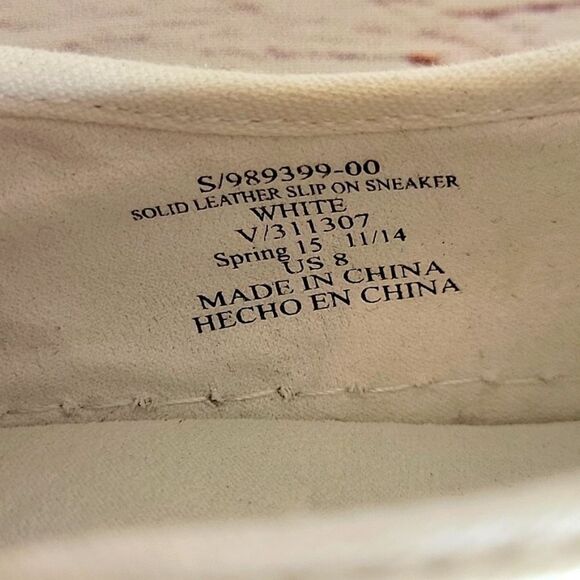 S/989399-00
SOLID LEATHER SLIP ON SNEAKER
WHITE
V/311307
Spring 15 11/14
US 8
MADE IN CHINA
HECHO EN CHINA